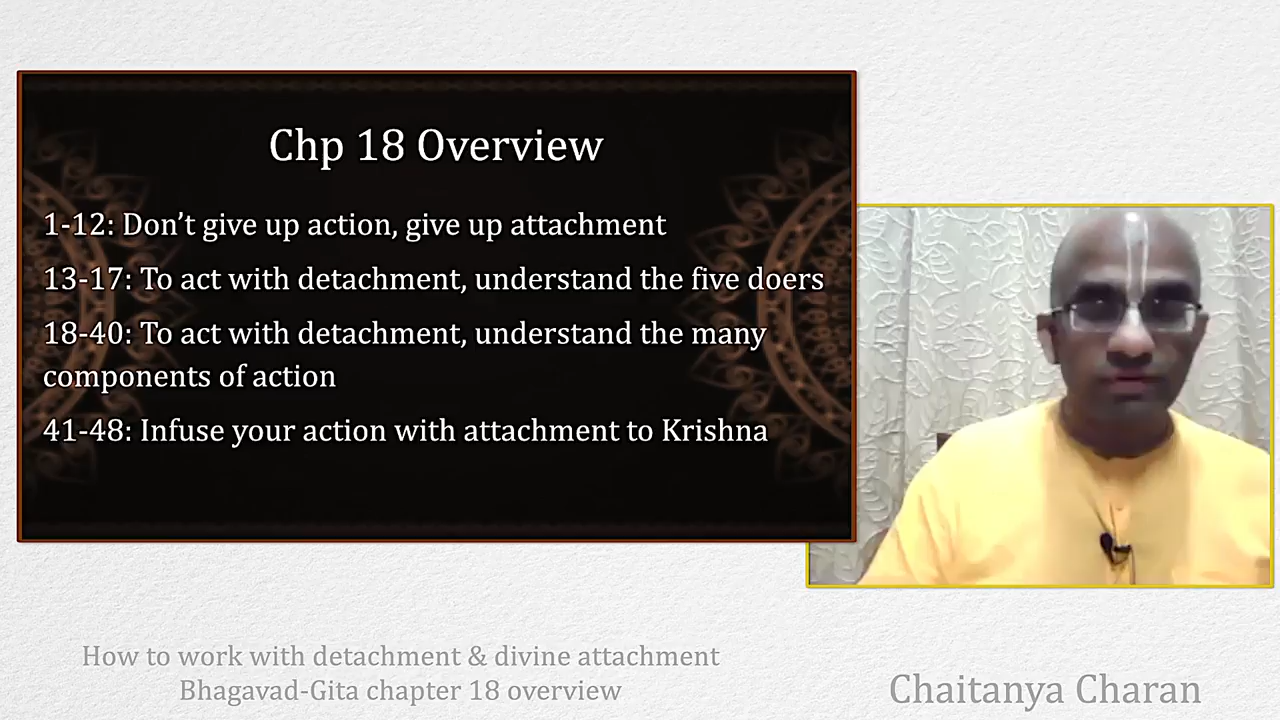 Chp 18 Overview
1-12: Don’t give up action, give up attachment
13-17: To act with detachment, understand the five doers
18-40: To act with detachment, understand the many
components of action
41-48: Infuse your action with attachment to Krishna
How to work with detachment & divine attachment
Bhagavad-Gita chapter 18 overview
Chaitanya Charan